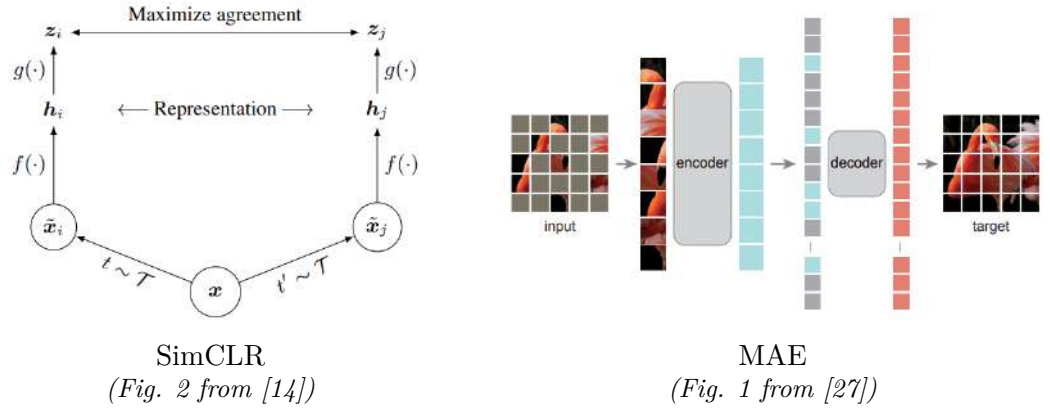 Maximize agreement
z_i
z_j
g(·)
g(·)
h_i
← Representation →
h_j
f(·)
f(·)
x̃_i
x̃_j
t ∼ 𝒯
t′ ∼ 𝒯
x
SimCLR
(Fig. 2 from [14])
encoder
decoder
input
target
MAE
(Fig. 1 from [27])